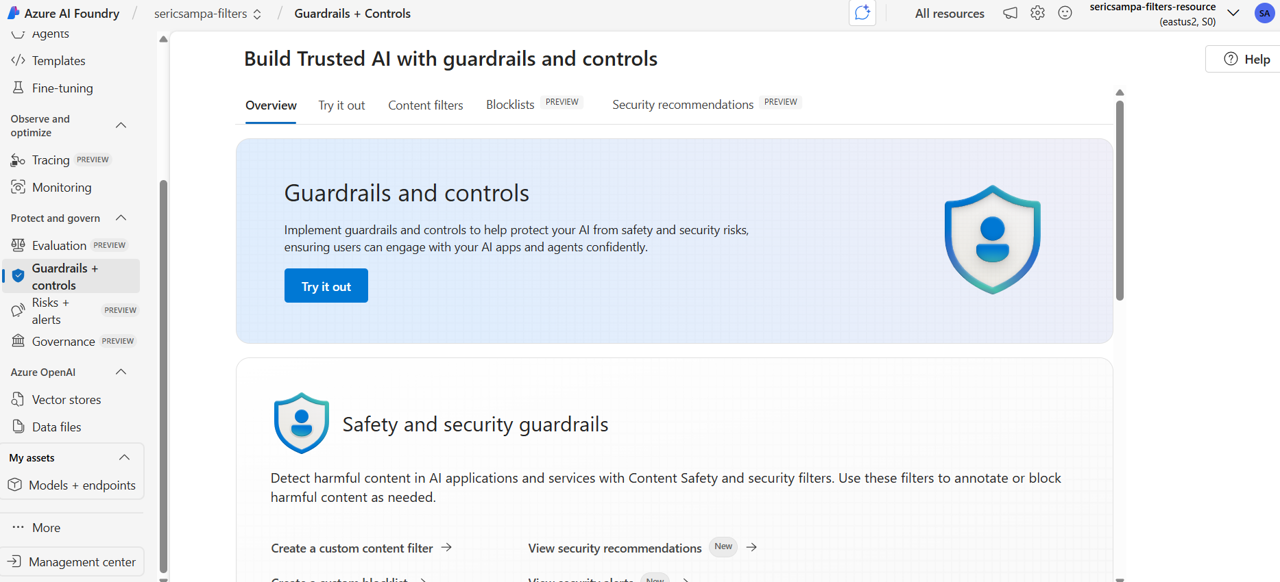 Azure AI Foundry / sericsampa-filters / Guardrails + Controls
All resources
sericsampa-filters-resource
(eastus2, S0)
SA
Agents
Templates
Fine-tuning
Observe and
optimize
Tracing PREVIEW
Monitoring
Protect and govern
Evaluation PREVIEW
Guardrails +
controls
Risks +
alerts PREVIEW
Governance PREVIEW
Azure OpenAI
Vector stores
Data files
My assets
Models + endpoints
More
Management center
Build Trusted AI with guardrails and controls
Help
Overview Try it out Content filters Blocklists PREVIEW Security recommendations PREVIEW
Guardrails and controls
Implement guardrails and controls to help protect your AI from safety and security risks,
ensuring users can engage with your AI apps and agents confidently.
Try it out
Safety and security guardrails
Detect harmful content in AI applications and services with Content Safety and security filters. Use these filters to annotate or block
harmful content as needed.
Create a custom content filter → View security recommendations New →
Create a custom blocklist View security alerts New